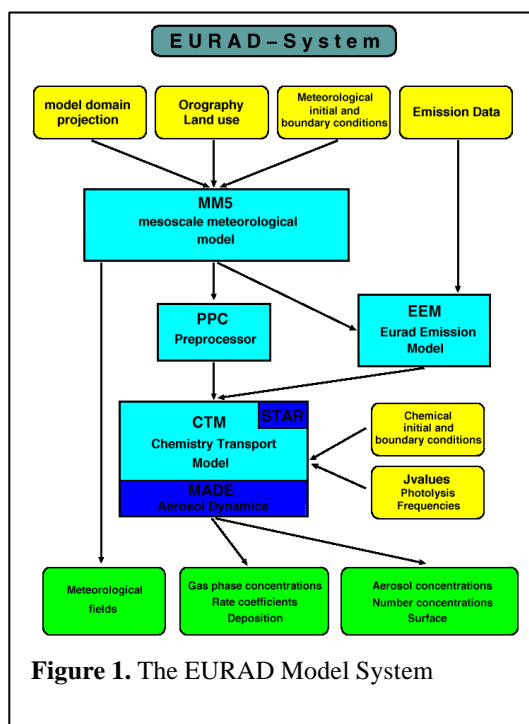 EURAD-System
model domain
projection
Orography
Land use
Meteorological
initial and
boundary conditions
Emission Data
MM5
mesoscale meteorological
model
PPC
Preprocessor
EEM
Eurad Emission
Model
STAR
CTM
Chemistry Transport
Model
MADE
Aerosol Dynamics
Chemical
initial and
boundary conditions
Jvalues
Photolysis
Frequencies
Meteorological
fields
Gas phase concentrations
Rate coefficients
Deposition
Aerosol concentrations
Number concentrations
Surface
Figure 1. The EURAD Model System